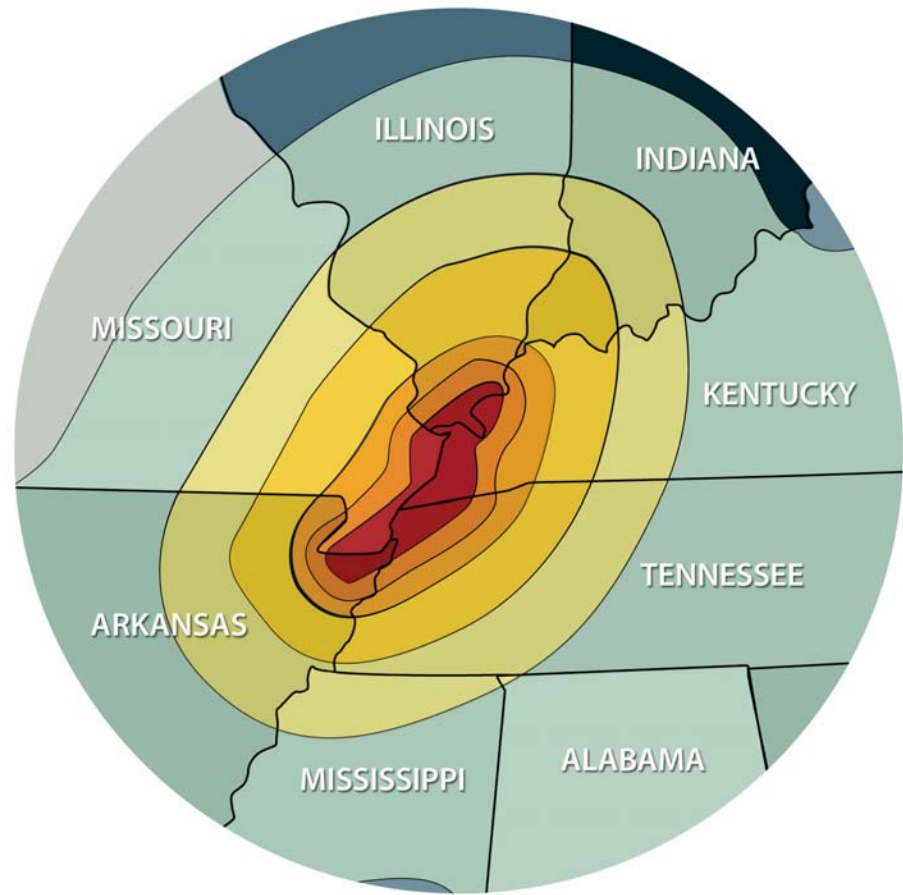 ILLINOIS
INDIANA
MISSOURI
KENTUCKY
TENNESSEE
ARKANSAS
ALABAMA
MISSISSIPPI